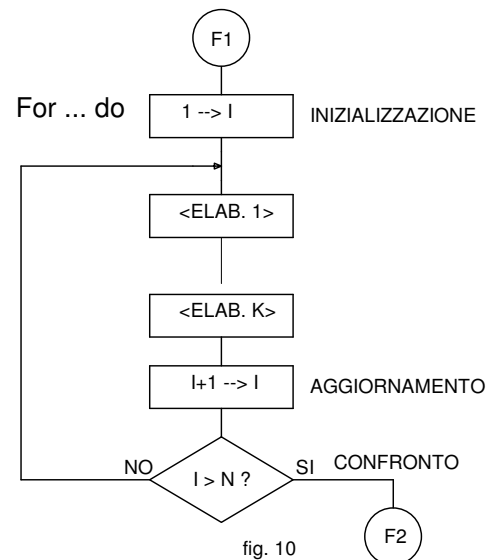 F1
For ... do
1 --> I
INIZIALIZZAZIONE
<ELAB. 1>
<ELAB. K>
I+1 --> I
AGGIORNAMENTO
NO
I > N ?
SI
CONFRONTO
F2
fig. 10